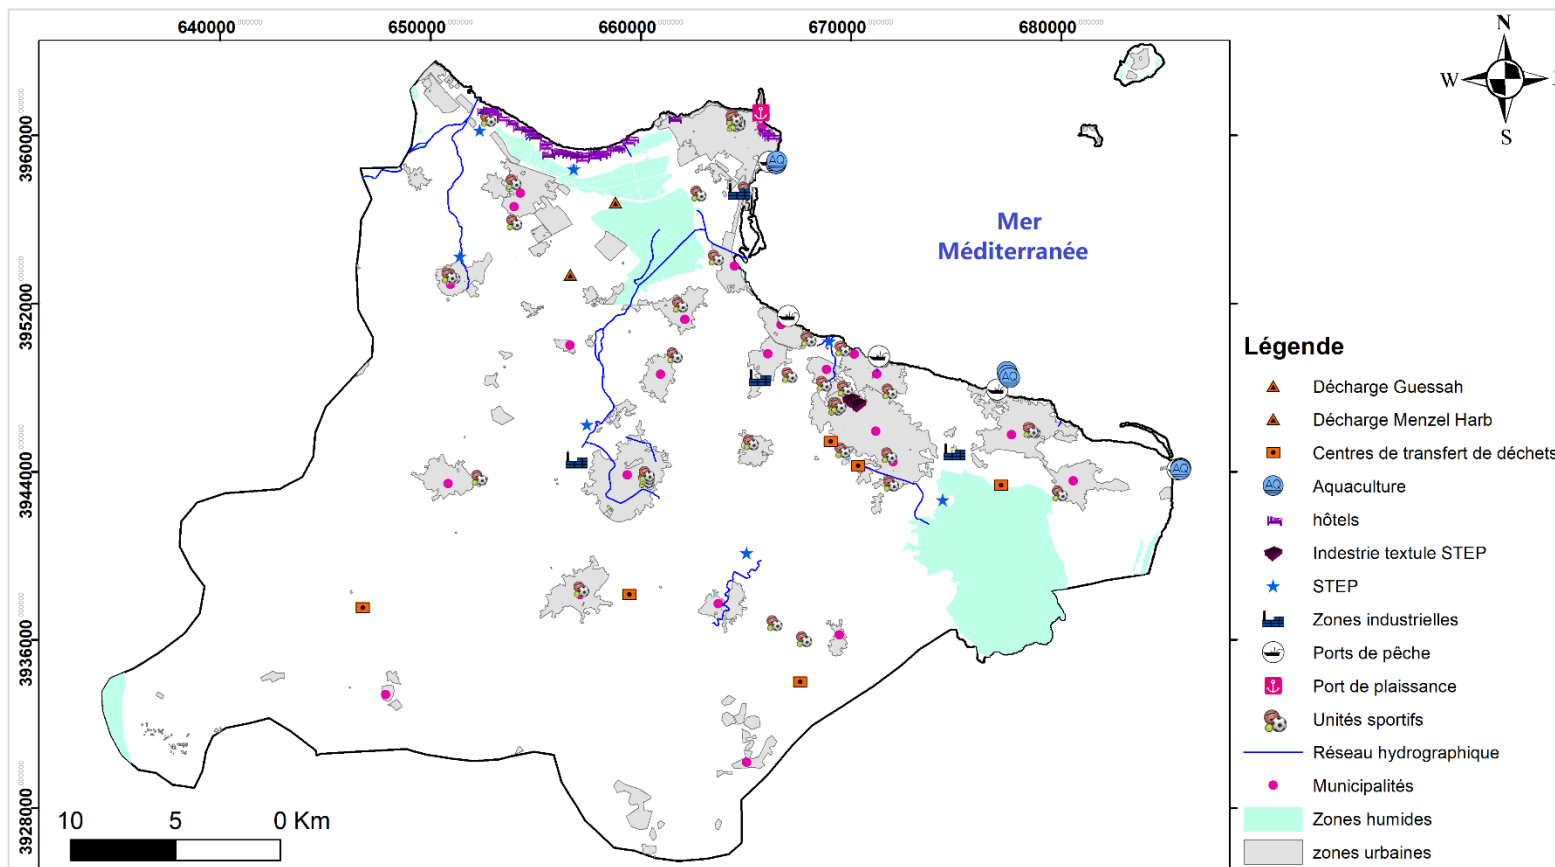 640000 650000 660000 670000 680000
N
W
S
3960000
3952000
3944000
3936000
3928000
AQ
Mer
Méditerranée
AQ
AQ
10 5 0 Km
Légende
Décharge Guessah
Décharge Menzel Harb
Centres de transfert de déchets
AQ Aquaculture
hôtels
Indestrie textule STEP
STEP
Zones industrielles
Ports de pêche
Port de plaissance
Unités sportifs
Réseau hydrographique
Municipalités
Zones humides
zones urbaines